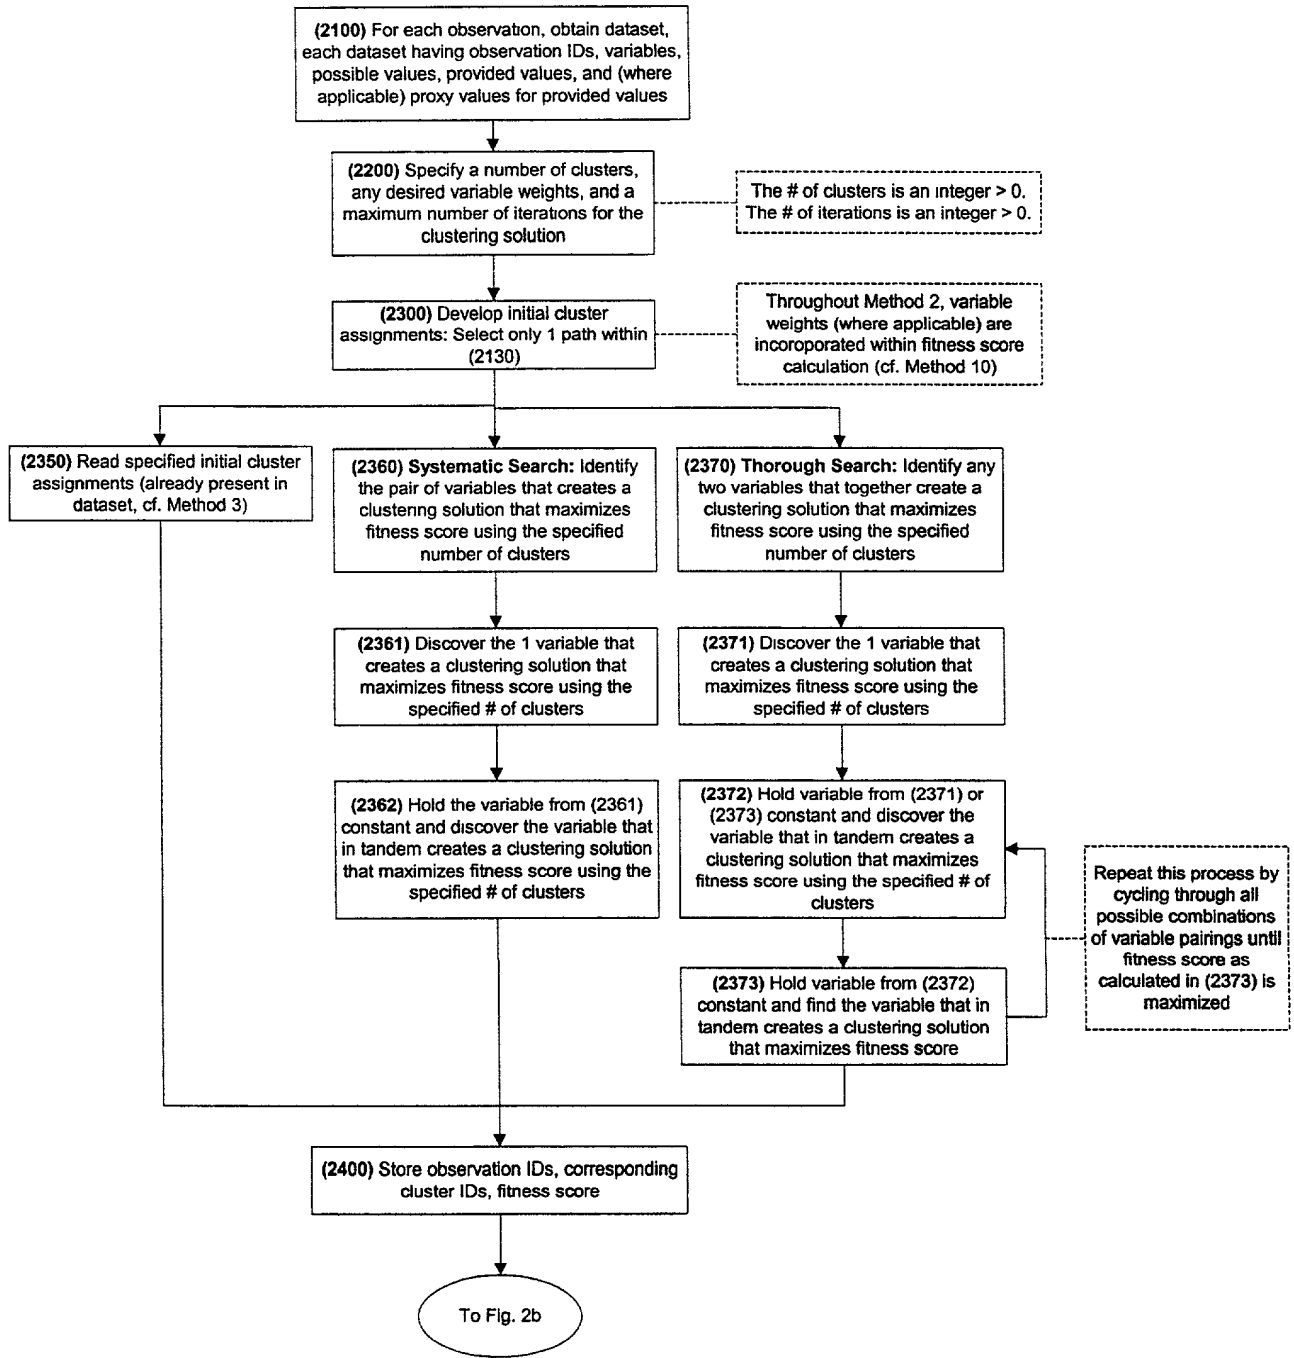 (2100) For each observation, obtain dataset,
each dataset having observation IDs, variables,
possible values, provided values, and (where
applicable) proxy values for provided values
(2200) Specify a number of clusters,
any desired variable weights, and a
maximum number of iterations for the
clustering solution
The # of clusters is an integer > 0.
The # of iterations is an integer > 0.
(2300) Develop initial cluster
assignments: Select only 1 path within
(2130)
Throughout Method 2, variable
weights (where applicable) are
incoroporated within fitness score
calculation (cf. Method 10)
(2350) Read specified initial cluster
assignments (already present in
dataset, cf. Method 3)
(2360) Systematic Search: Identify
the pair of variables that creates a
clustering solution that maximizes
fitness score using the specified
number of clusters
(2370) Thorough Search: Identify any
two variables that together create a
clustering solution that maximizes
fitness score using the specified
number of clusters
(2361) Discover the 1 variable that
creates a clustering solution that
maximizes fitness score using the
specified # of clusters
(2371) Discover the 1 variable that
creates a clustering solution that
maximizes fitness score using the
specified # of clusters
(2362) Hold the variable from (2361)
constant and discover the variable that
in tandem creates a clustering solution
that maximizes fitness score using the
specified # of clusters
(2372) Hold variable from (2371) or
(2373) constant and discover the
variable that in tandem creates a
clustering solution that maximizes
fitness score using the specified # of
clusters
Repeat this process by
cycling through all
possible combinations
of variable pairings until
fitness score as
calculated in (2373) is
maximized
(2373) Hold variable from (2372)
constant and find the variable that in
tandem creates a clustering solution
that maximizes fitness score
(2400) Store observation IDs, corresponding
cluster IDs, fitness score
To Fig. 2b